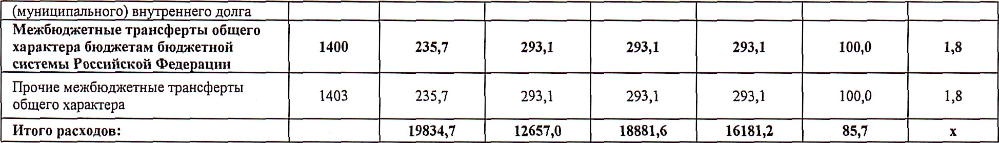 (муниципального) внутреннего долга
Межбюджетные трансферты общего
характера бюджетам бюджетной
системы Российской Федерации
1400 235,7 293,1 293,1 293,1 100,0 1,8
Прочие межбюджетные трансферты
общего характера
1403 235,7 293,1 293,1 293,1 100,0 1,8
Итого расходов: 19834,7 12657,0 18881,6 16181,2 85,7 х